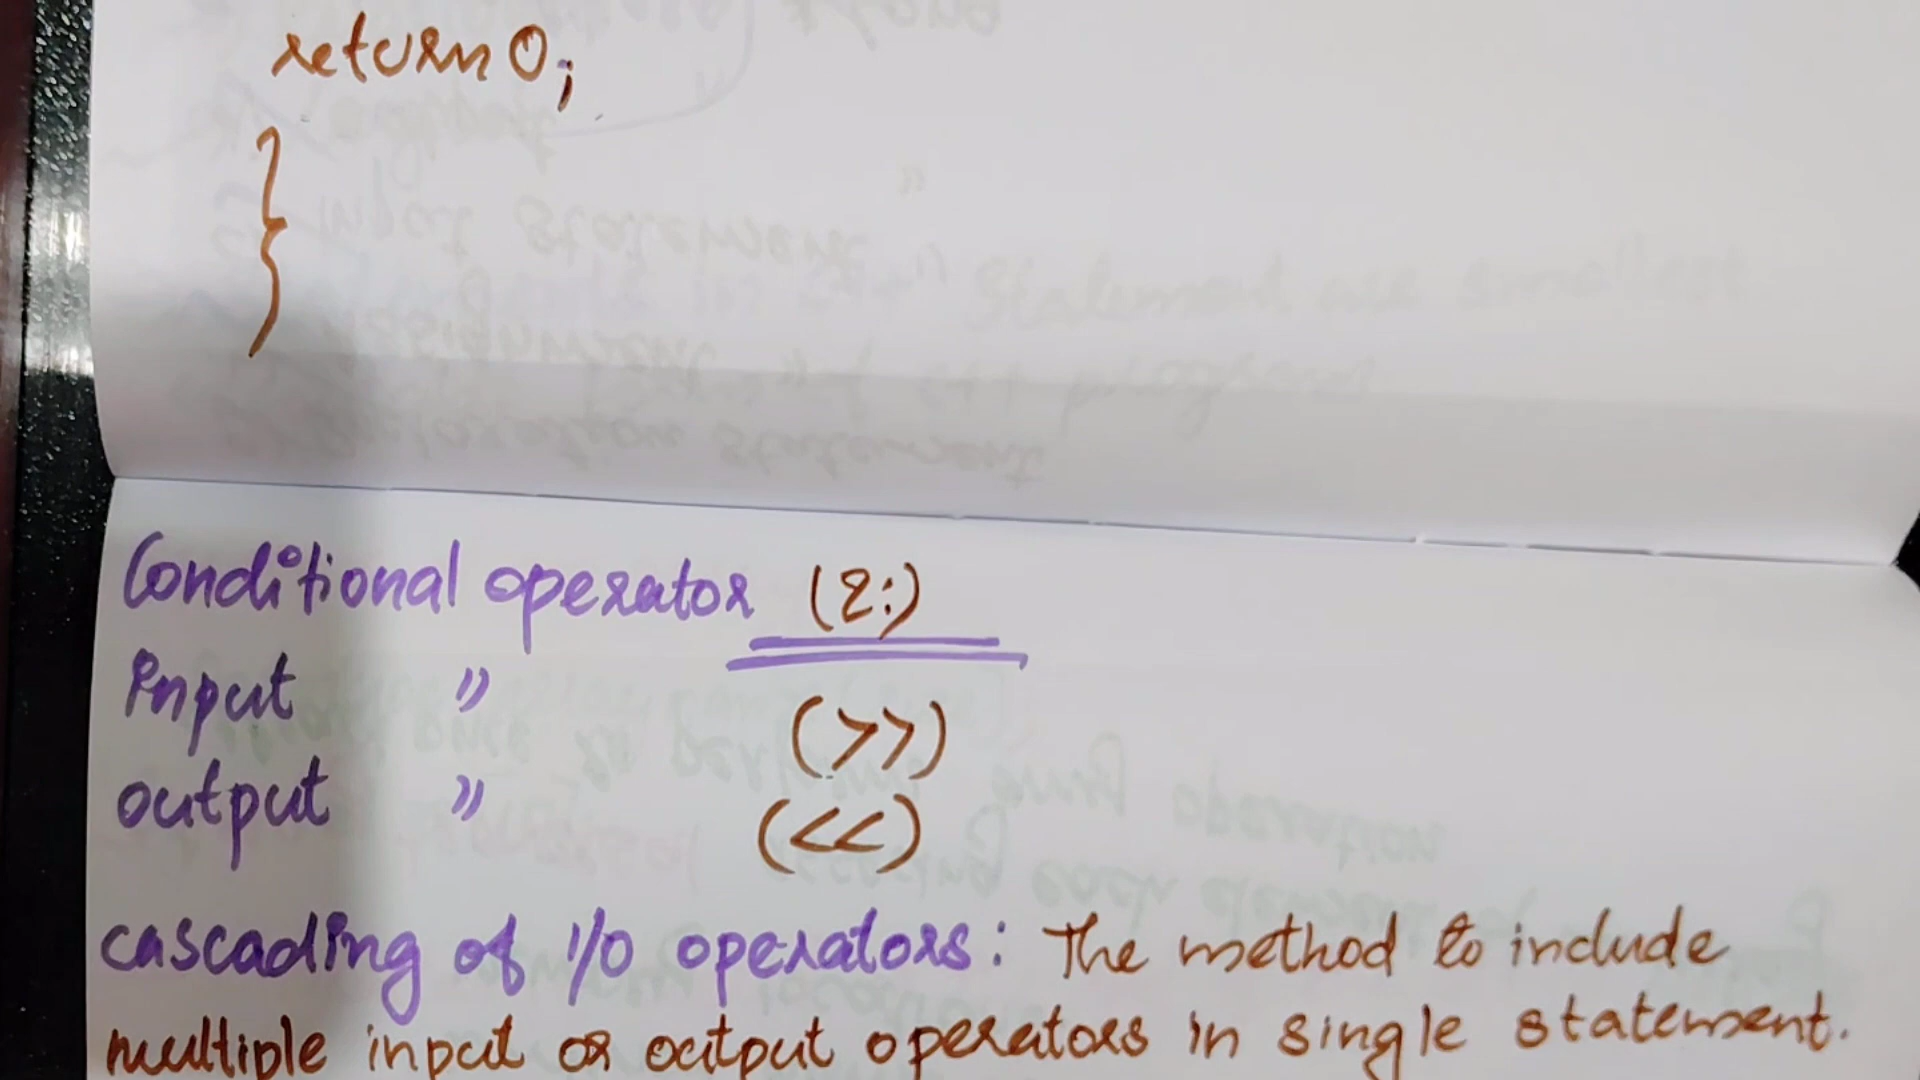 return 0;
}
Conditional operator (?:)
Input " (>>)
output " (<<)
cascading of I/O operators: The method to include
multiple input or output operators in single statement.